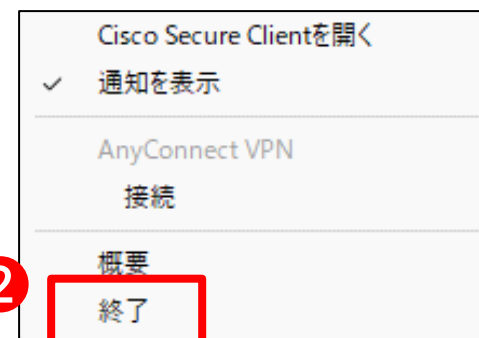 Cisco Secure Clientを開く
✓ 通知を表示
AnyConnect VPN
接続
概要
2 終了